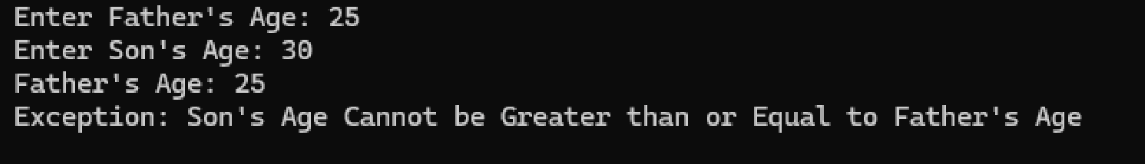 Enter Father's Age: 25
Enter Son's Age: 30
Father's Age: 25
Exception: Son's Age Cannot be Greater than or Equal to Father's Age